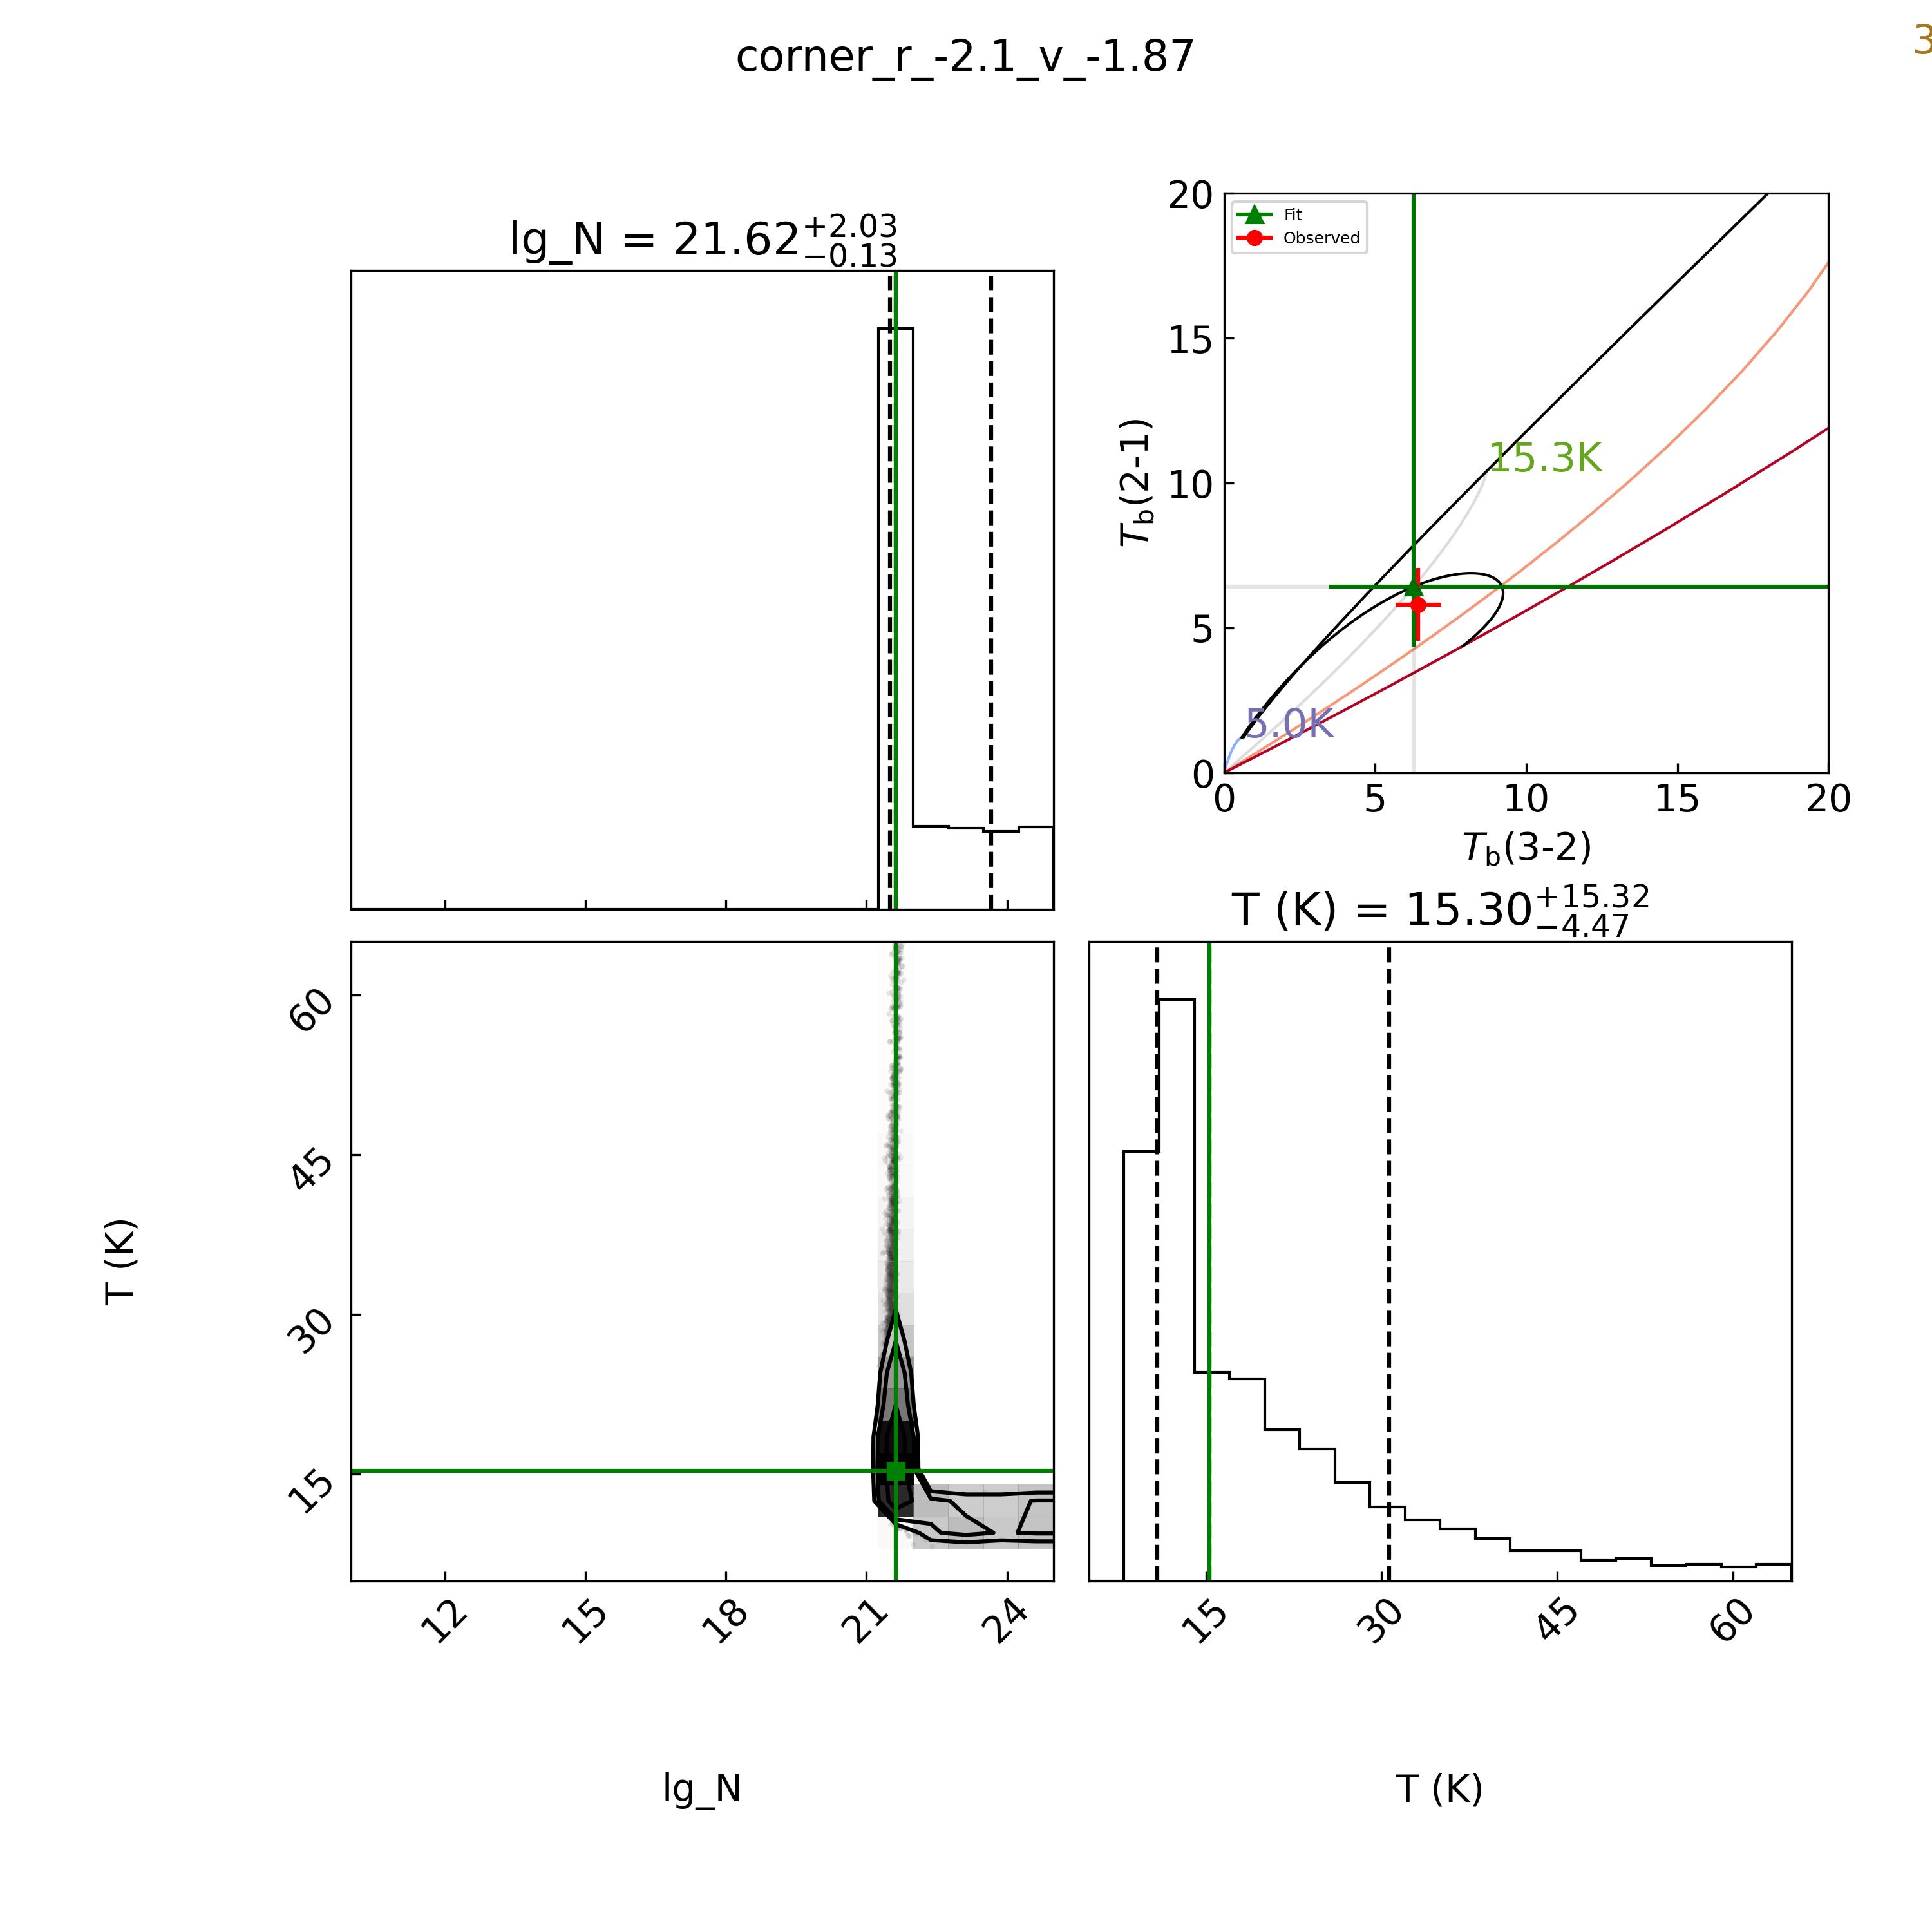 corner_r_-2.1_v_-1.87
3
lg_N = 21.62+2.03−0.13
Fit
Observed
20
15
10
5
0
T_b(2-1)
15.3K
5.0K
0 5 10 15 20
T_b(3-2)
T (K) = 15.30+15.32−4.47
60
45
30
15
T (K)
12 15 18 21 24
lg_N
15 30 45 60
T (K)